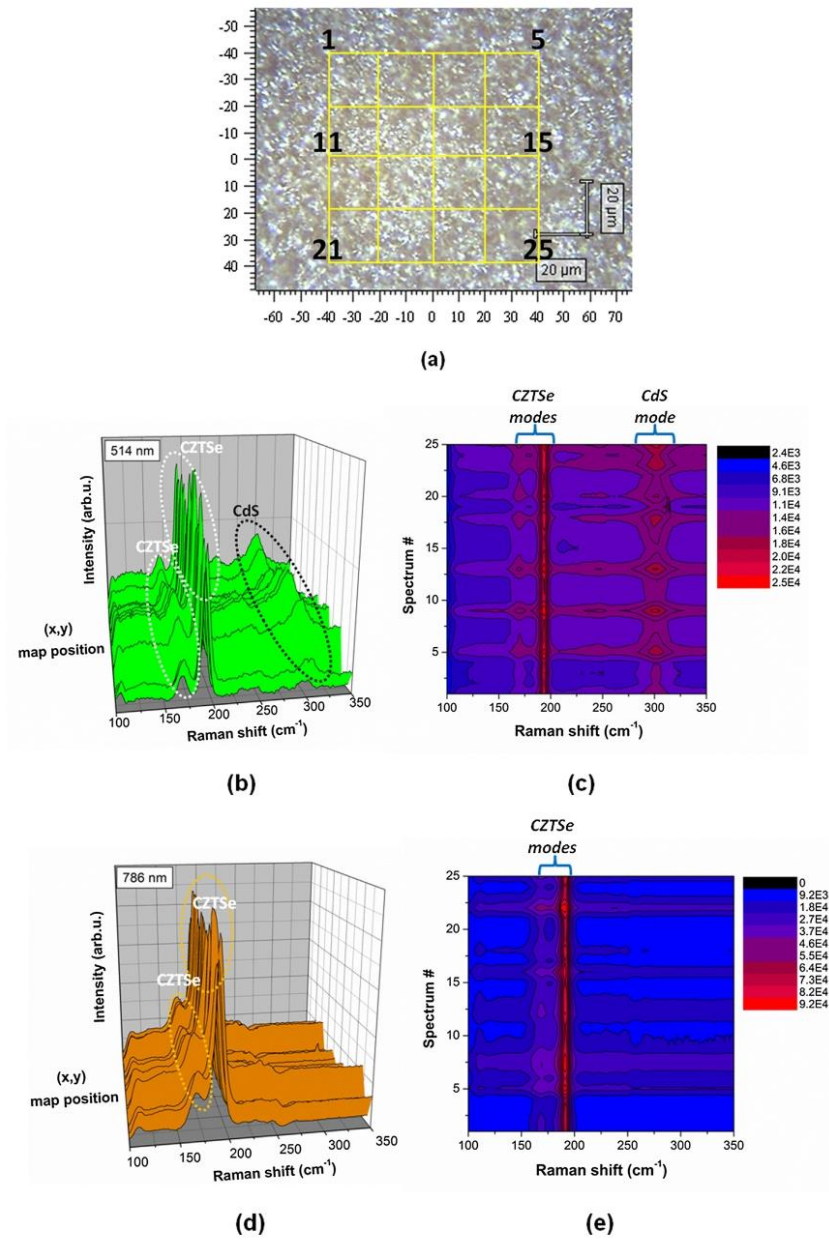 -50
-40
-30
-20
-10
0
10
20
30
40
1
5
11
15
21
25
20 µm
20 µm
-60 -50 -40 -30 -20 -10 0 10 20 30 40 50 60 70
(a)
514 nm
CZTSe
CZTSe
CdS
Intensity (arb.u.)
(x,y)
map position
100 150 200 250 300 350
Raman shift (cm⁻¹)
(b)
CZTSe
modes
CdS
mode
25
20
15
10
5
Spectrum #
100 150 200 250 300 350
Raman shift (cm⁻¹)
2.4E3
4.6E3
6.8E3
9.1E3
1.1E4
1.4E4
1.6E4
1.8E4
2.0E4
2.2E4
2.5E4
(c)
786 nm
CZTSe
CZTSe
Intensity (arb.u.)
(x,y)
map position
100 150 200 250 300 350
Raman shift (cm⁻¹)
(d)
CZTSe
modes
25
20
15
10
5
Spectrum #
100 150 200 250 300 350
Raman shift (cm⁻¹)
0
9.2E3
1.8E4
2.7E4
3.7E4
4.6E4
5.5E4
6.4E4
7.3E4
8.2E4
9.2E4
(e)